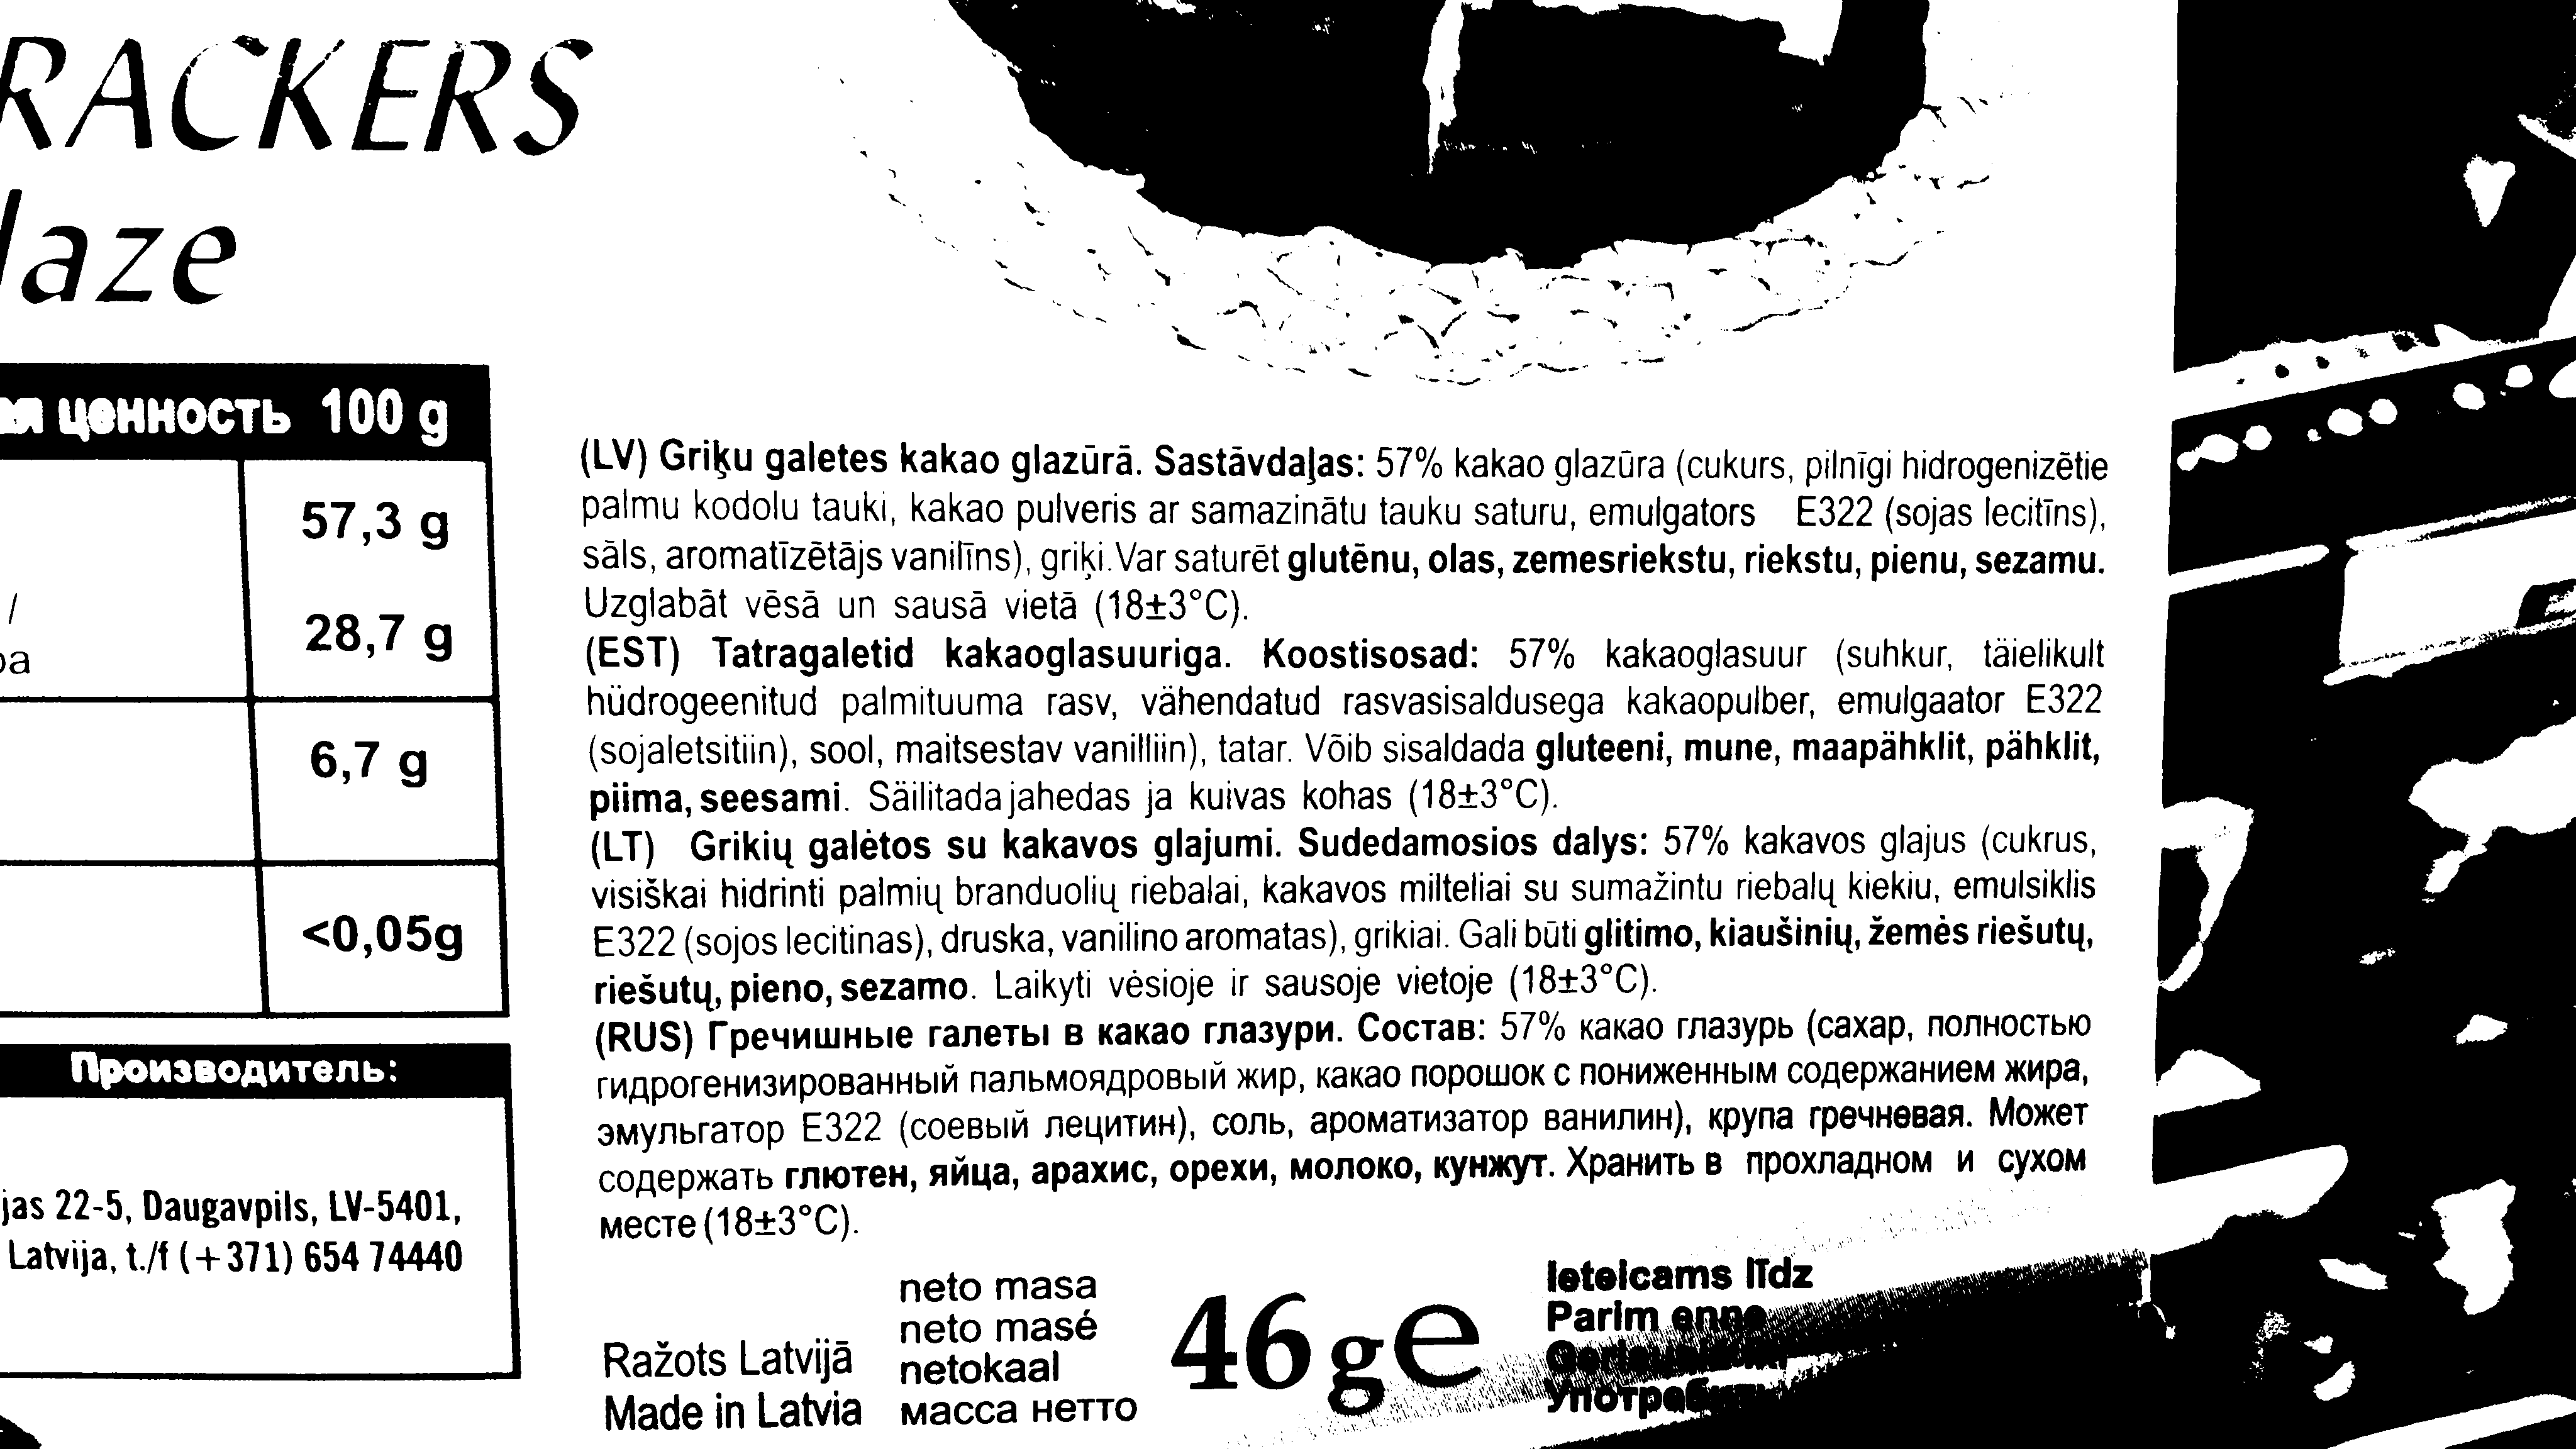 RACKERS
laze
ценность 100 g
57,3 g
/
28,7 g
6,7 g
<0,05g
Производитель:
jas 22-5, Daugavpils, LV-5401,
Latvija, t./f (+371) 654 74440
(LV) Griķu galetes kakao glazūrā. Sastāvdaļas: 57% kakao glazūra (cukurs, pilnīgi hidrogenizētie
palmu kodolu tauki, kakao pulveris ar samazinātu tauku saturu, emulgators E322 (sojas lecitīns),
sāls, aromatīzētājs vanilīns), griķi. Var saturēt glutēnu, olas, zemesriekstu, riekstu, pienu, sezamu.
Uzglabāt vēsā un sausā vietā (18±3°C).
(EST) Tatragaletid kakaoglasuuriga. Koostisosad: 57% kakaoglasuur (suhkur, täielikult
hüdrogeenitud palmituuma rasv, vähendatud rasvasisaldusega kakaopulber, emulgaator E322
(sojaletsitiin), sool, maitsestav vanilliin), tatar. Võib sisaldada gluteeni, mune, maapähklit, pähklit,
piima, seesami. Säilitada jahedas ja kuivas kohas (18±3°C).
(LT) Grikių galėtos su kakavos glajumi. Sudedamosios dalys: 57% kakavos glajus (cukrus,
visiškai hidrinti palmių branduolių riebalai, kakavos milteliai su sumažintu riebalų kiekiu, emulsiklis
E322 (sojos lecitinas), druska, vanilino aromatas), grikiai. Gali būti glitimo, kiaušinių, žemės riešutų,
riešutų, pieno, sezamo. Laikyti vėsioje ir sausoje vietoje (18±3°C).
(RUS) Гречишные галеты в какао глазури. Состав: 57% какао глазурь (сахар, полностью
гидрогенизированный пальмоядровый жир, какао порошок с пониженным содержанием жира,
эмульгатор E322 (соевый лецитин), соль, ароматизатор ванилин), крупа гречневая. Может
содержать глютен, яйца, арахис, орехи, молоко, кунжут. Хранить в прохладном и сухом
месте (18±3°C).
Ražots Latvijā
Made in Latvia
neto masa
neto masé
netokaal
масса нетто
46 g e
Ieteicams līdz
Parim enne